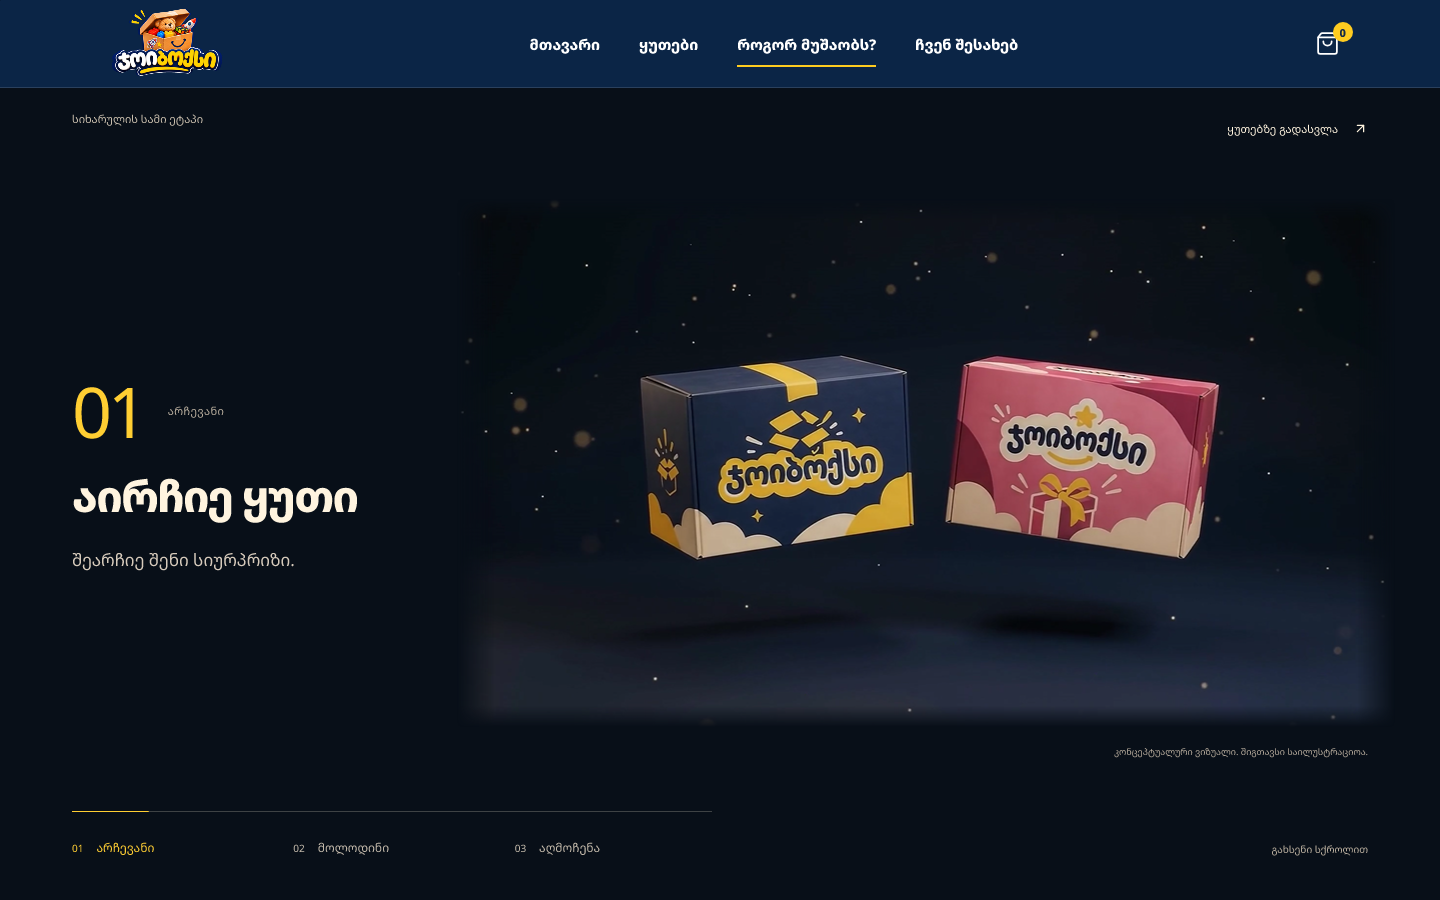 ჯოიბოქსი
მთავარი
ყუთები
როგორ მუშაობს?
ჩვენ შესახებ
0
სიხარულის სამი ეტაპი
ყუთებზე გადასვლა
ჯოიბოქსი
ჯოიბოქსი
01 არჩევანი
აირჩიე ყუთი
შეარჩიე შენი სიურპრიზი.
კონცეპტუალური ვიზუალი. შიგთავსი საილუსტრაციოა.
01 არჩევანი
02 მოლოდინი
03 აღმოჩენა
გახსენი სქროლით